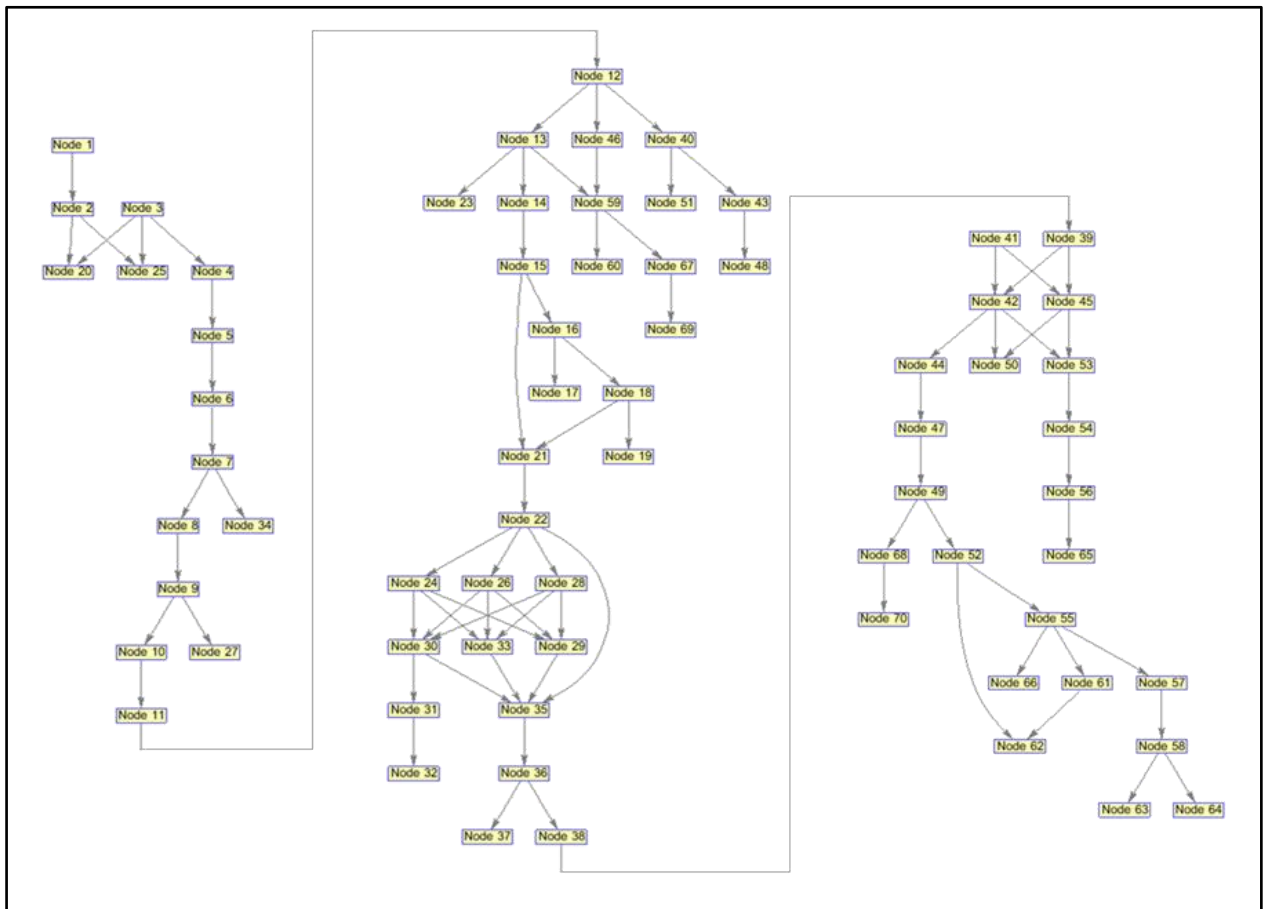 Node 12
Node 1
Node 13
Node 46
Node 40
Node 2
Node 3
Node 23
Node 14
Node 59
Node 51
Node 43
Node 41
Node 39
Node 20
Node 25
Node 4
Node 15
Node 60
Node 67
Node 48
Node 42
Node 45
Node 5
Node 16
Node 69
Node 44
Node 50
Node 53
Node 6
Node 17
Node 18
Node 47
Node 54
Node 7
Node 21
Node 19
Node 49
Node 56
Node 8
Node 34
Node 22
Node 68
Node 52
Node 65
Node 9
Node 24
Node 26
Node 28
Node 70
Node 55
Node 10
Node 27
Node 30
Node 33
Node 29
Node 66
Node 61
Node 57
Node 11
Node 31
Node 35
Node 62
Node 58
Node 32
Node 36
Node 63
Node 64
Node 37
Node 38